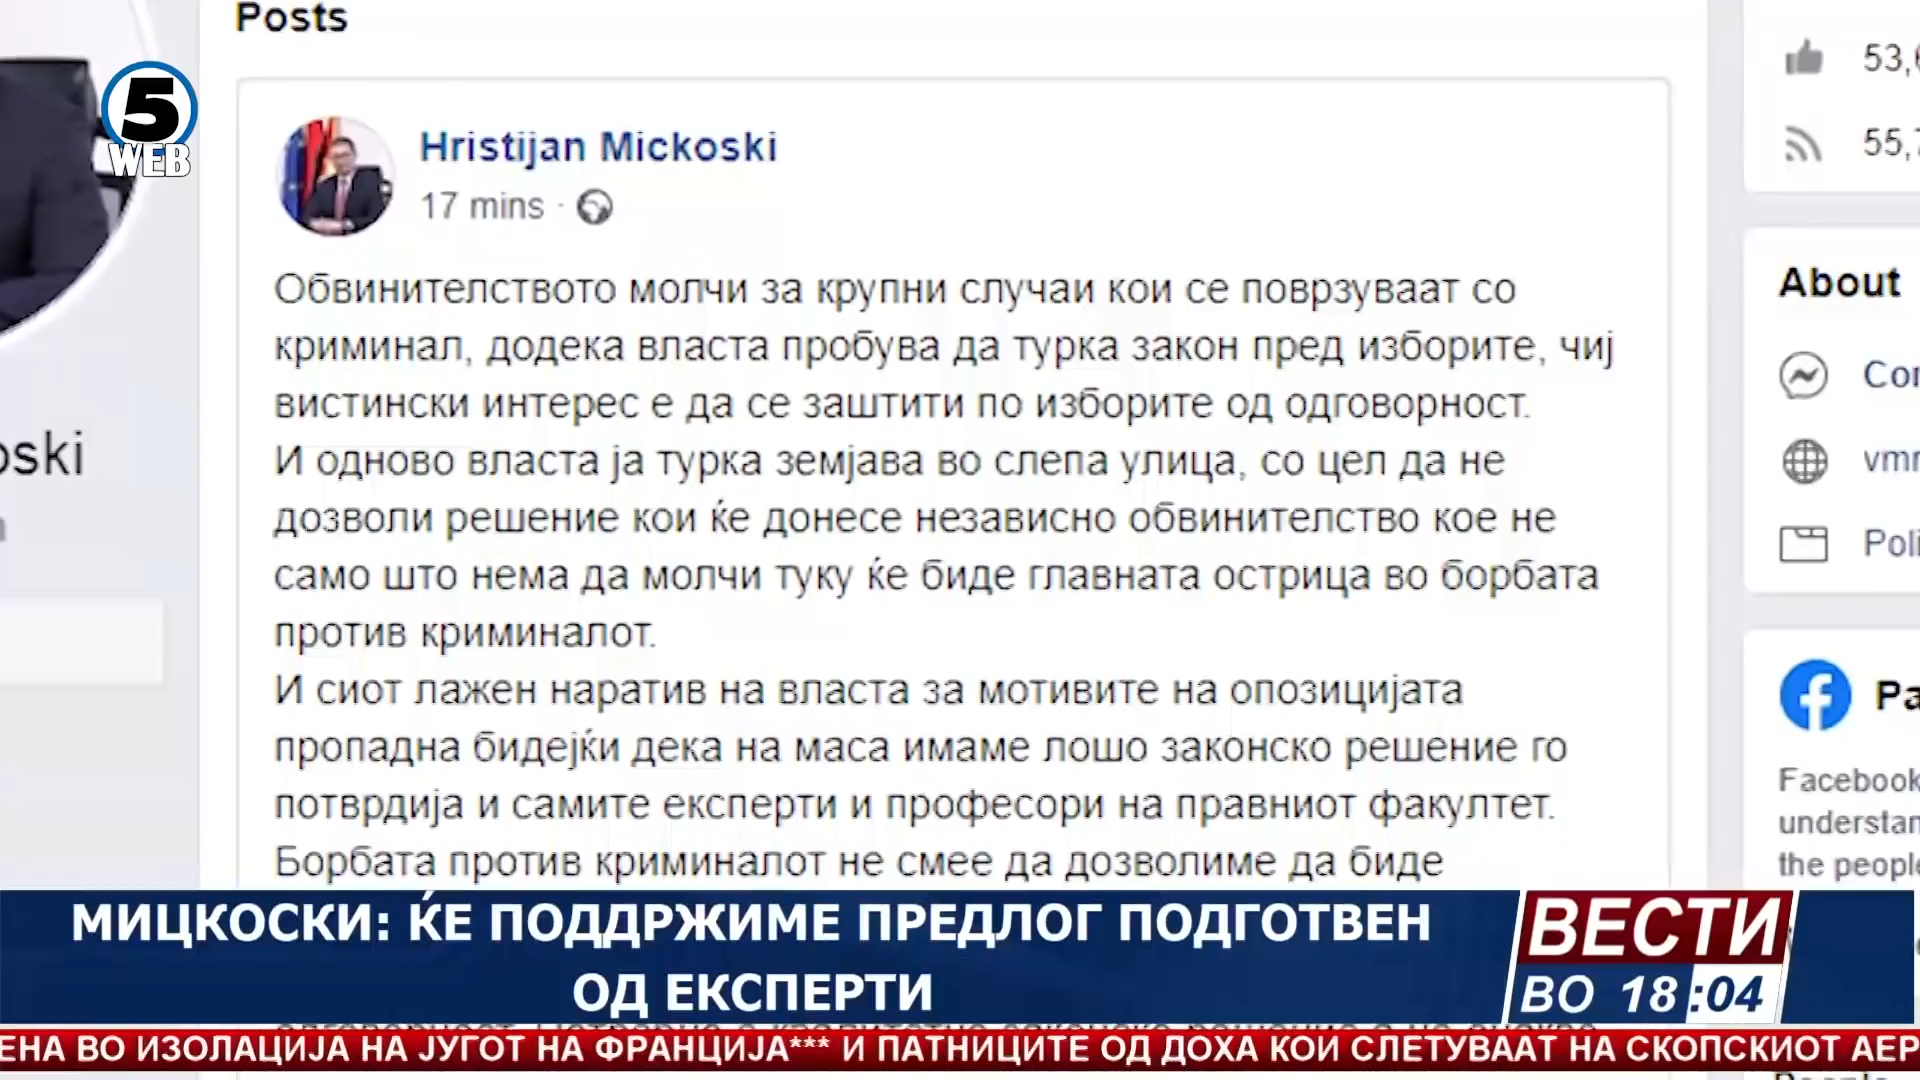 Posts
5
WEB
Hristijan Mickoski
17 mins ·
Обвинителството молчи за крупни случаи кои се поврзуваат со
криминал, додека власта пробува да турка закон пред изборите, чиј
вистински интерес е да се заштити по изборите од одговорност.
И одново власта ја турка земјава во слепа улица, со цел да не
дозволи решение кои ќе донесе независно обвинителство кое не
само што нема да молчи туку ќе биде главната острица во борбата
против криминалот.
И сиот лажен наратив на власта за мотивите на опозицијата
пропадна бидејќи дека на маса имаме лошо законско решение го
потврдија и самите експерти и професори на правниот факултет.
Борбата против криминалот не смее да дозволиме да биде
About
Facebook
the people
МИЦКОСКИ: ЌЕ ПОДДРЖИМЕ ПРЕДЛОГ ПОДГОТВЕН
ОД ЕКСПЕРТИ
ВЕСТИ
ВО 18:04
ЕНА ВО ИЗОЛАЦИЈА НА ЈУГОТ НА ФРАНЦИЈА*** И ПАТНИЦИТЕ ОД ДОХА КОИ СЛЕТУВААТ НА СКОПСКИОТ АЕР